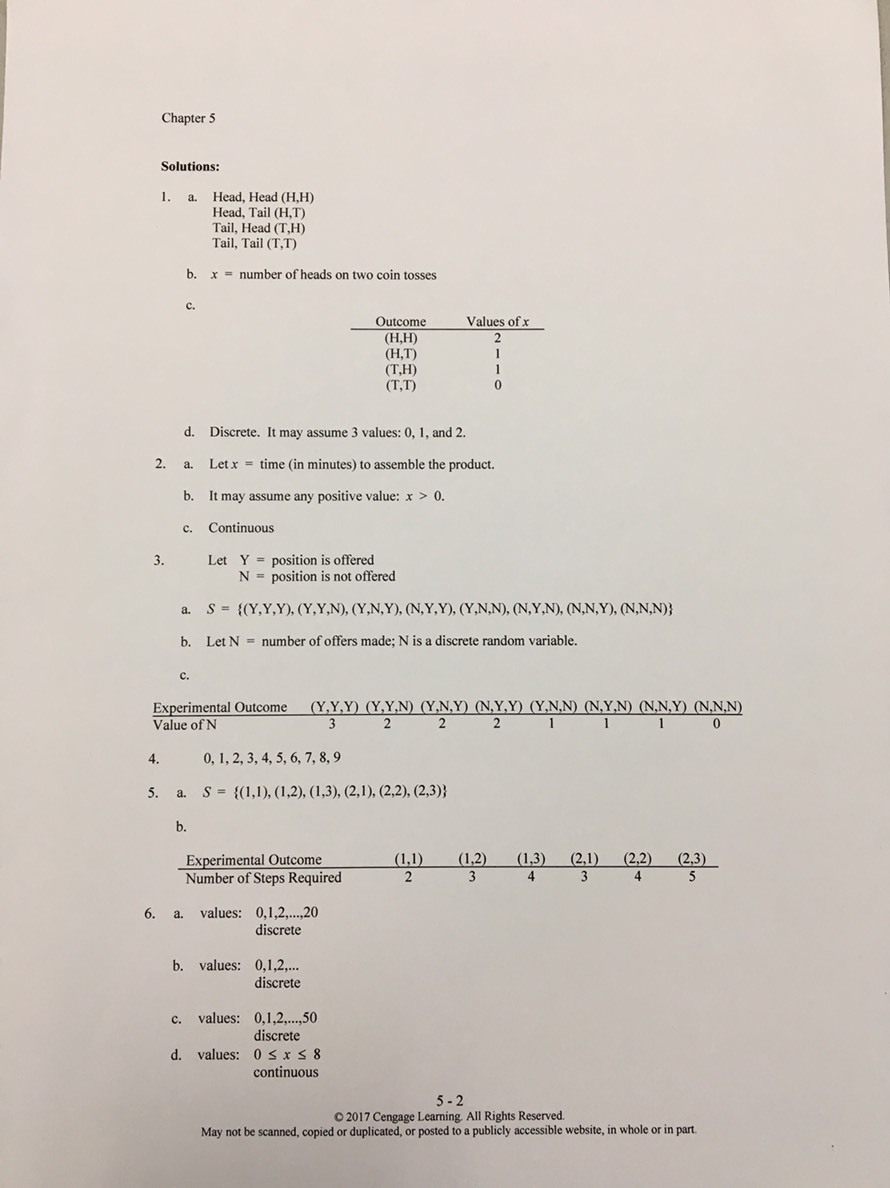 Chapter 5
Solutions:
1. a. Head, Head (H,H)
Head, Tail (H,T)
Tail, Head (T,H)
Tail, Tail (T,T)
b. x = number of heads on two coin tosses
c.
Outcome Values of x
(H,H) 2
(H,T) 1
(T,H) 1
(T,T) 0
d. Discrete. It may assume 3 values: 0, 1, and 2.
2. a. Let x = time (in minutes) to assemble the product.
b. It may assume any positive value: x > 0.
c. Continuous
3. Let Y = position is offered
N = position is not offered
a. S = {(Y,Y,Y), (Y,Y,N), (Y,N,Y), (N,Y,Y), (Y,N,N), (N,Y,N), (N,N,Y), (N,N,N)}
b. Let N = number of offers made; N is a discrete random variable.
c.
Experimental Outcome (Y,Y,Y) (Y,Y,N) (Y,N,Y) (N,Y,Y) (Y,N,N) (N,Y,N) (N,N,Y) (N,N,N)
Value of N 3 2 2 2 1 1 1 0
4. 0, 1, 2, 3, 4, 5, 6, 7, 8, 9
5. a. S = {(1,1), (1,2), (1,3), (2,1), (2,2), (2,3)}
b.
Experimental Outcome (1,1) (1,2) (1,3) (2,1) (2,2) (2,3)
Number of Steps Required 2 3 4 3 4 5
6. a. values: 0,1,2,...,20
discrete
b. values: 0,1,2,...
discrete
c. values: 0,1,2,...,50
discrete
d. values: 0 ≤ x ≤ 8
continuous
5 - 2
© 2017 Cengage Learning. All Rights Reserved.
May not be scanned, copied or duplicated, or posted to a publicly accessible website, in whole or in part.